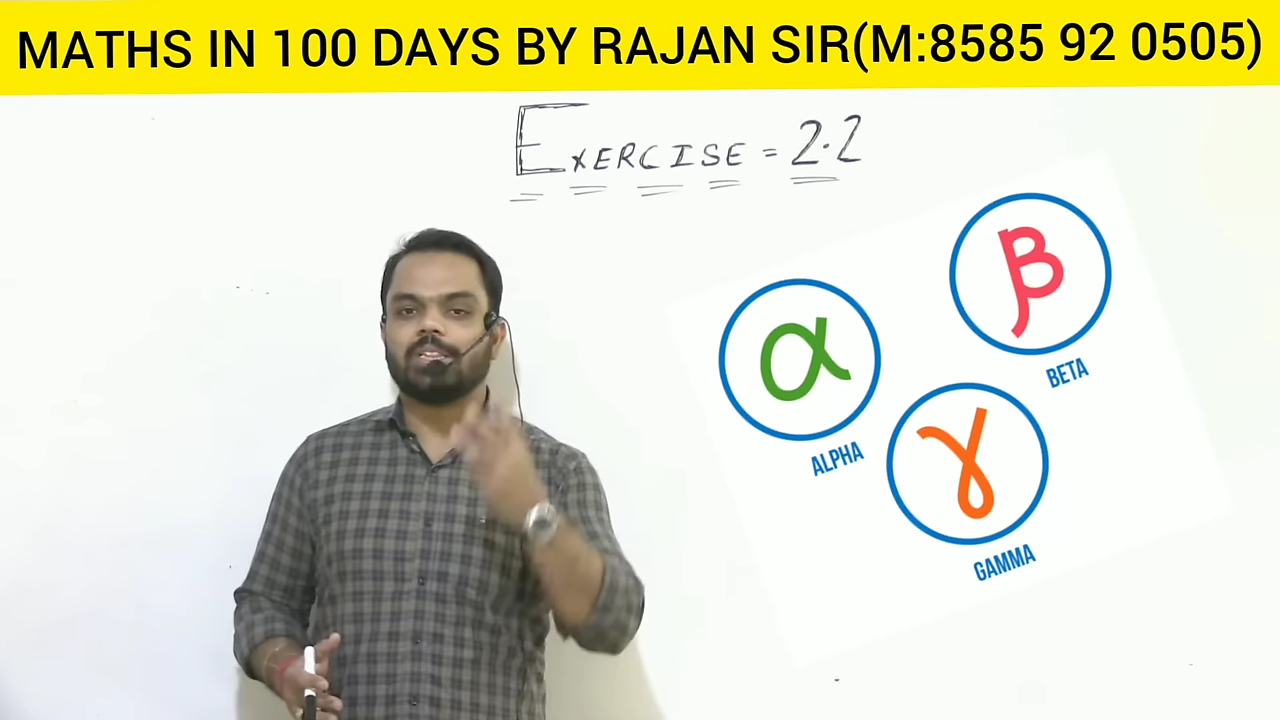 MATHS IN 100 DAYS BY RAJAN SIR(M:8585 92 0505)
EXERCISE = 2.2
β
BETA
α
ALPHA
γ
GAMMA